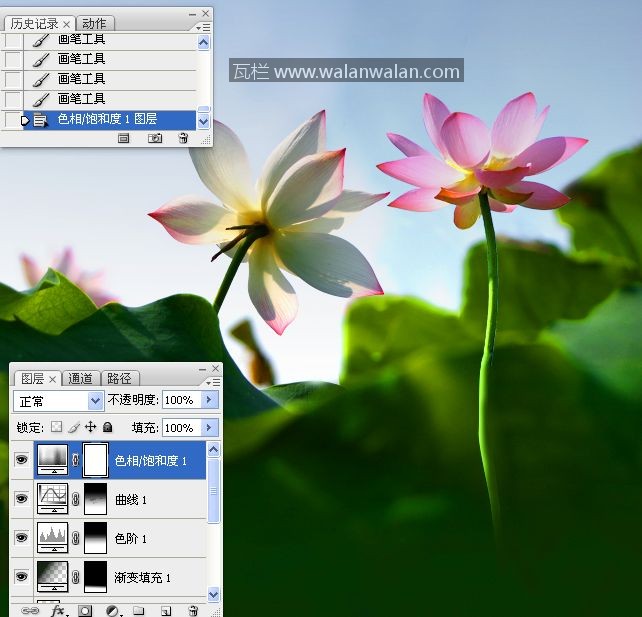 历史记录 × 动作
画笔工具
画笔工具
画笔工具
画笔工具
色相/饱和度 1 图层
瓦栏 www.walanwalan.com
图层 × 通道 路径
正常 不透明度: 100%
锁定: 填充: 100%
色相/饱和度 1
曲线 1
色阶 1
渐变填充 1
fx.